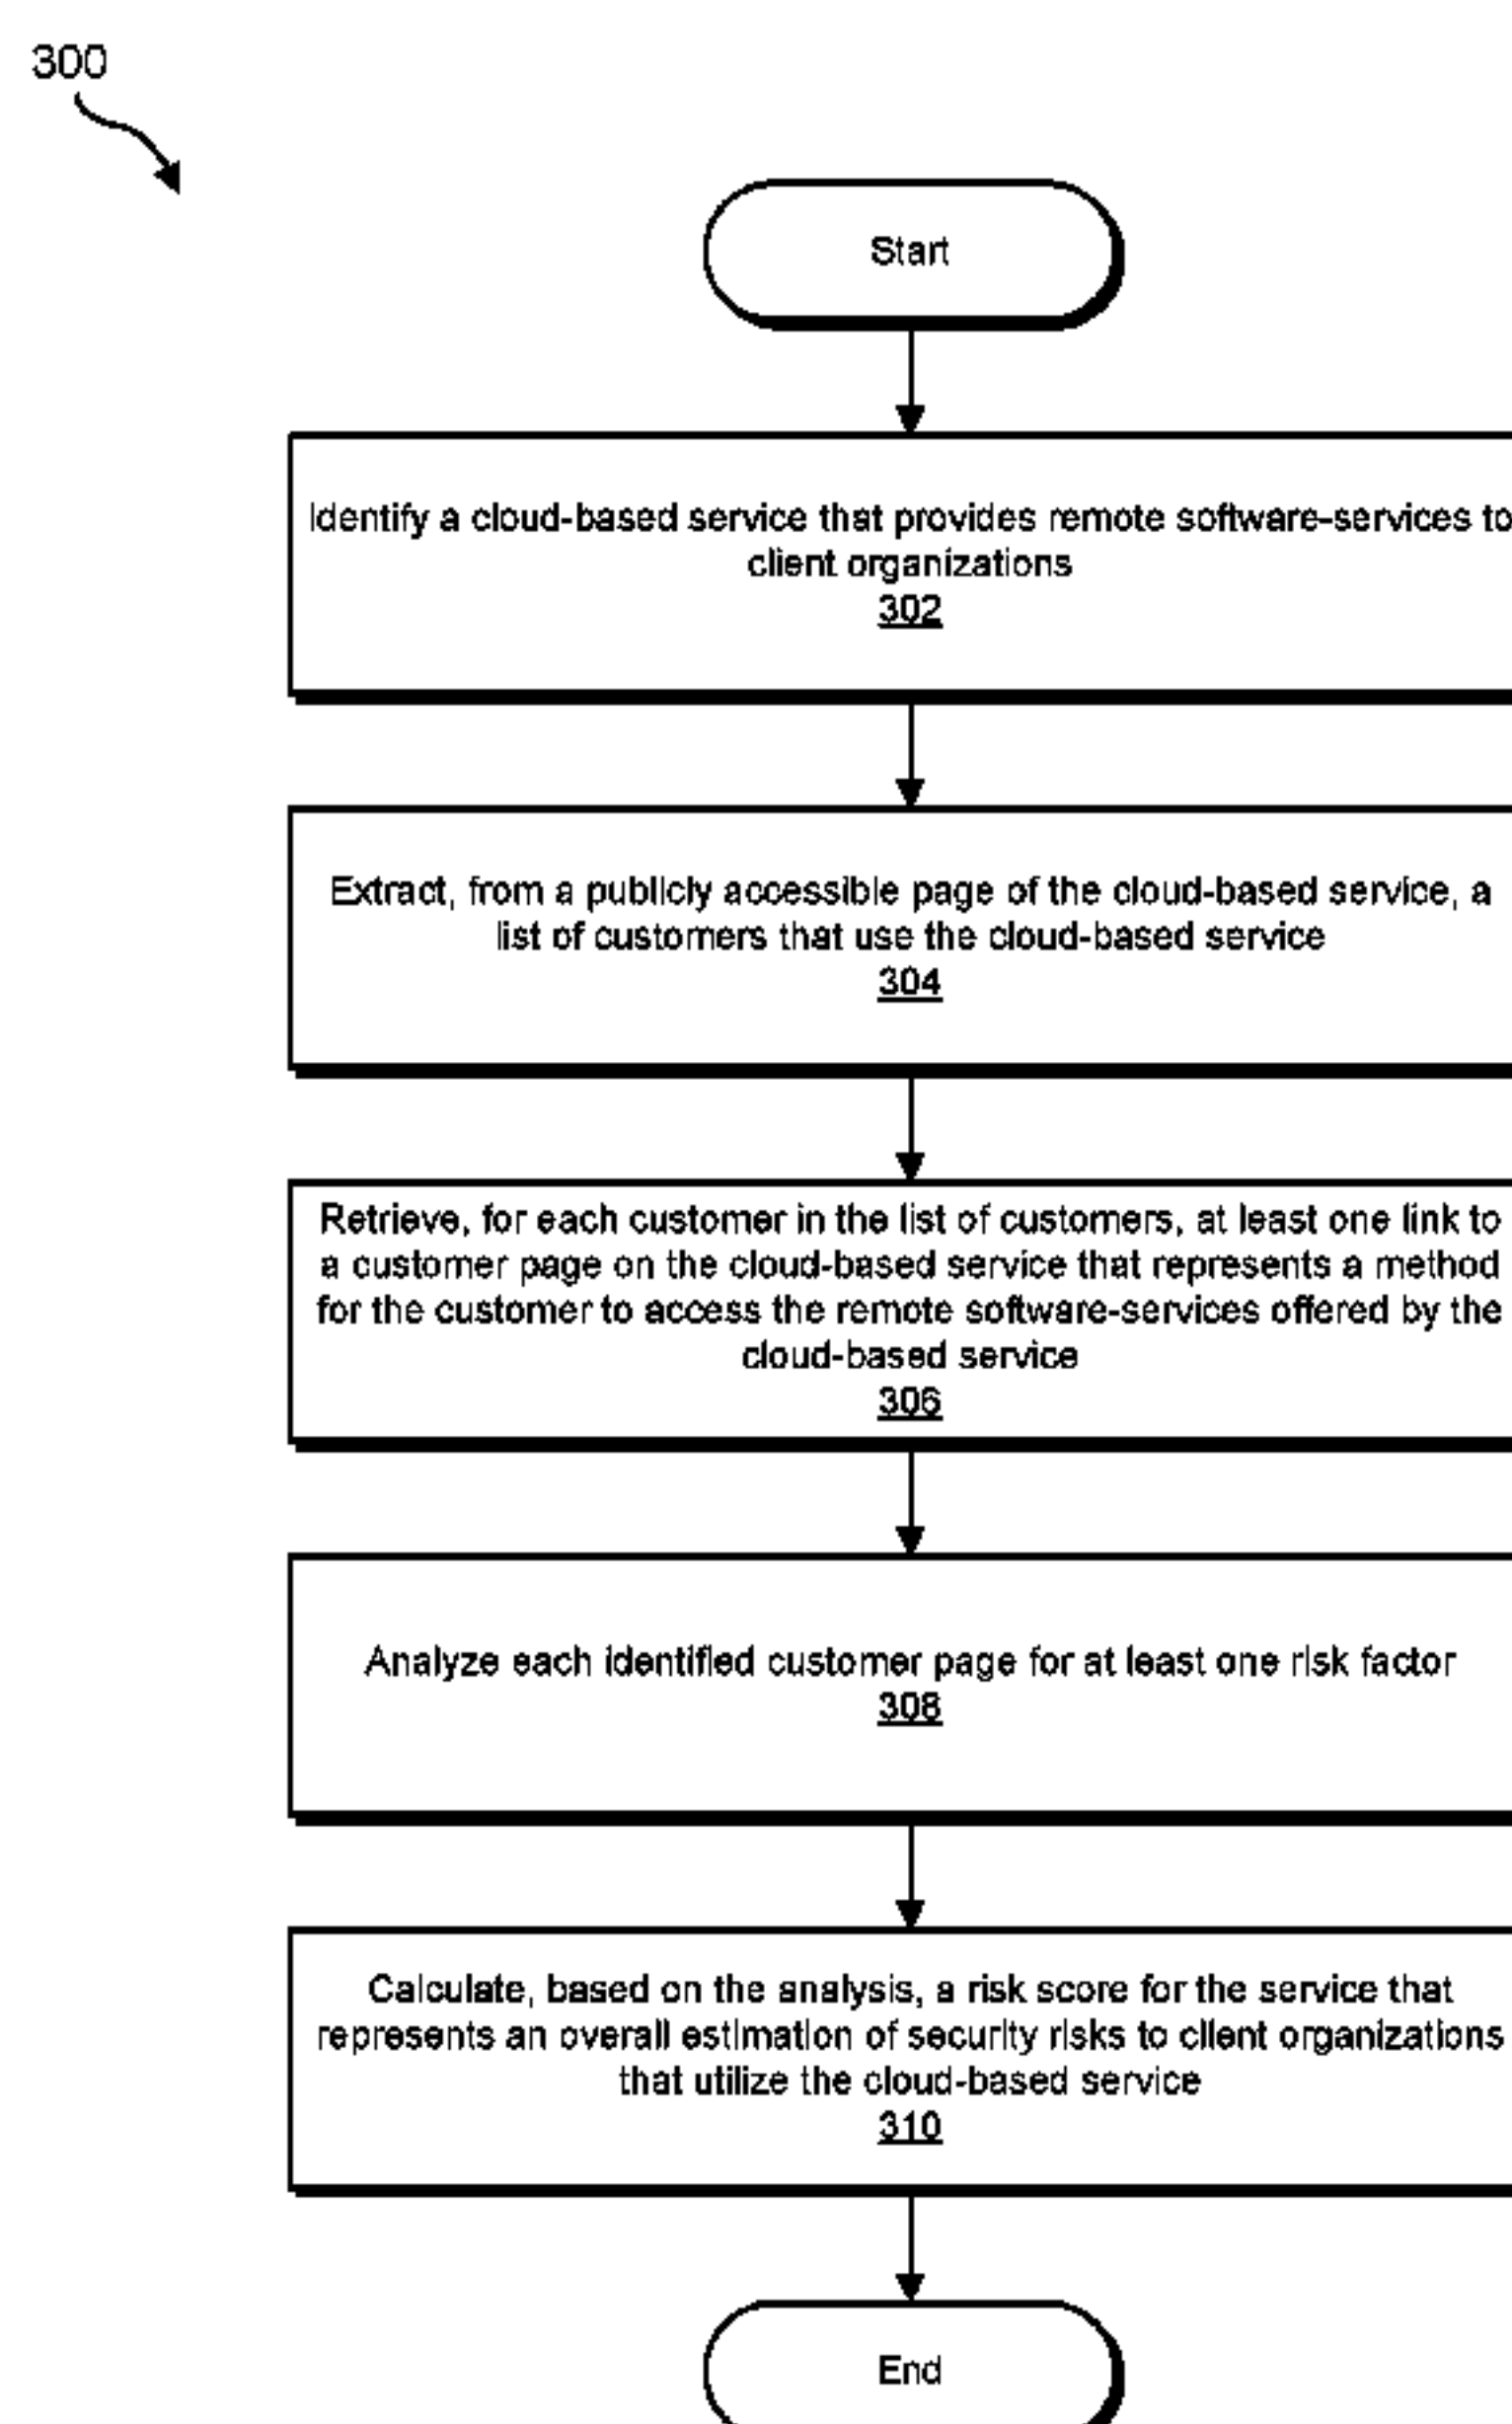 300
Start
Identify a cloud-based service that provides remote software-services to
client organizations
302
Extract, from a publicly accessible page of the cloud-based service, a
list of customers that use the cloud-based service
304
Retrieve, for each customer in the list of customers, at least one link to
a customer page on the cloud-based service that represents a method
for the customer to access the remote software-services offered by the
cloud-based service
306
Analyze each identified customer page for at least one risk factor
308
Calculate, based on the analysis, a risk score for the service that
represents an overall estimation of security risks to client organizations
that utilize the cloud-based service
310
End